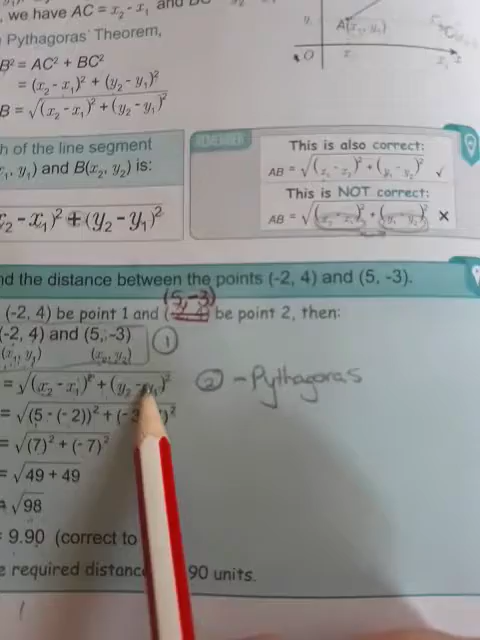 , we have AC = x₂ - x₁ and
Pythagoras' Theorem,
B² = AC² + BC²
= (x₂ - x₁)² + (y₂ - y₁)²
B = √(x₂ - x₁)² + (y₂ - y₁)²
A(x₁, y₁)
O
h of the line segment
x₁, y₁) and B(x₂, y₂) is:
x₂ - x₁)² + (y₂ - y₁)²
REMEMBER
This is also correct:
AB = √(x₁ - x₂)² + (y₁ - y₂)² ✓
This is NOT correct:
AB = √ ×
nd the distance between the points (-2, 4) and (5, -3).
(5, -3)
(-2, 4) be point 1 and be point 2, then:
(-2, 4) and (5, -3) ①
(x₁, y₁) (x₂, y₂)
= √(x₂ - x₁)² + (y₂ - y₁)² ② - Pythagoras
= √(5 - (-2))² + (-3 )²
= √(7)² + (-7)²
= √49 + 49
= √98
= 9.90 (correct to
e required distanc 90 units.